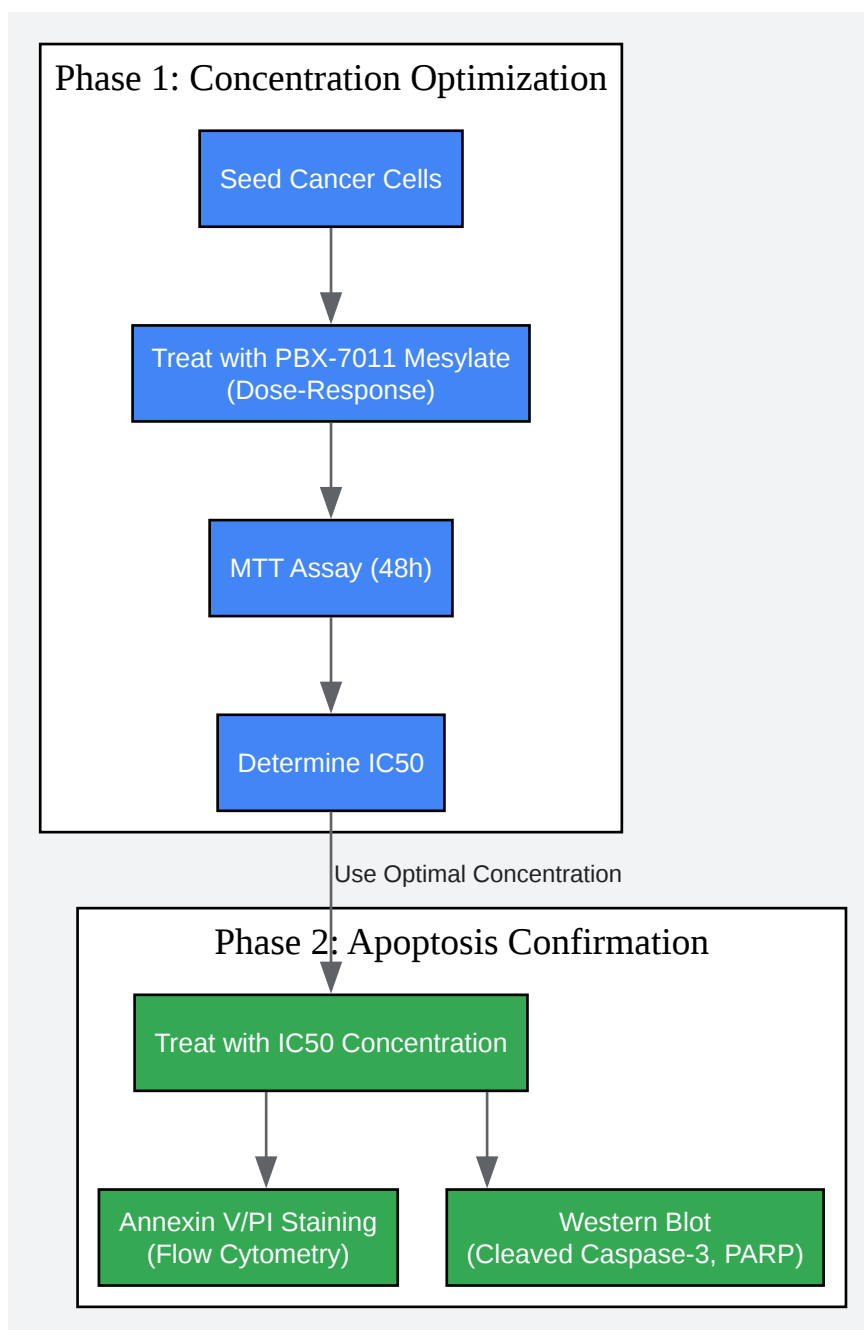 Phase 1: Concentration Optimization
Seed Cancer Cells
Treat with PBX-7011 Mesylate
(Dose-Response)
MTT Assay (48h)
Determine IC50
Use Optimal Concentration
Phase 2: Apoptosis Confirmation
Treat with IC50 Concentration
Annexin V/PI Staining
(Flow Cytometry)
Western Blot
(Cleaved Caspase-3, PARP)